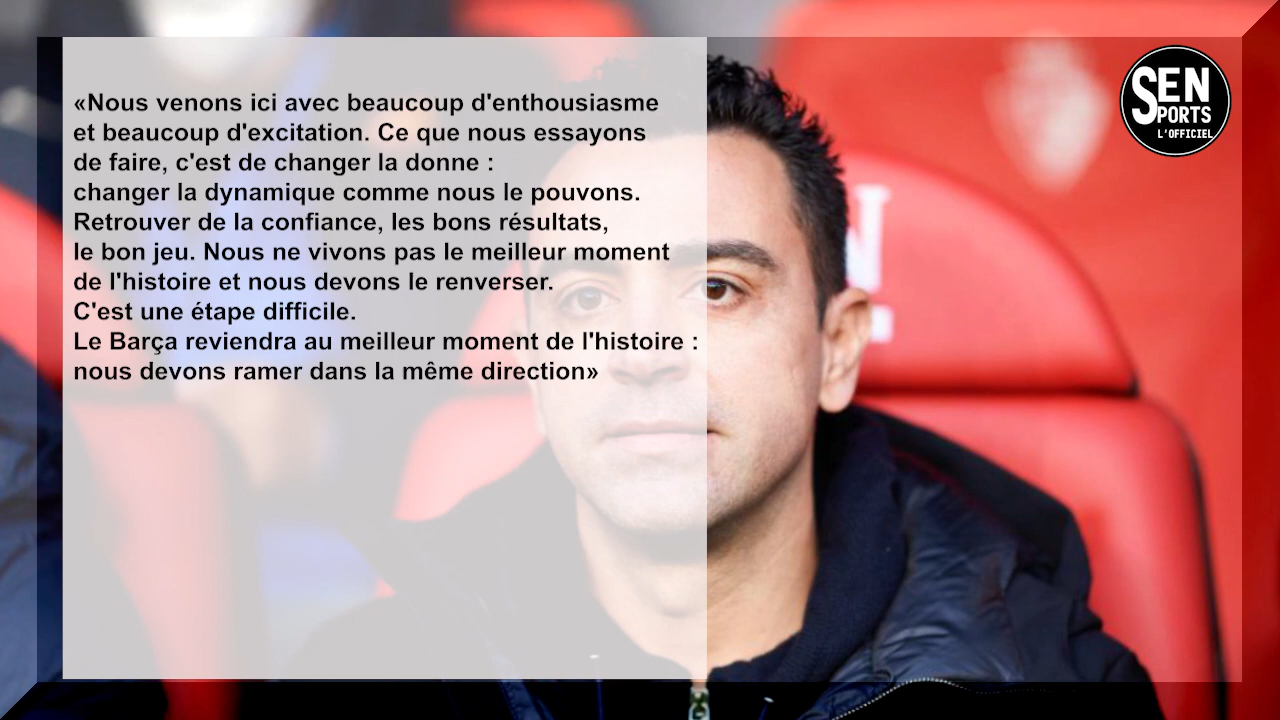 «Nous venons ici avec beaucoup d'enthousiasme
et beaucoup d'excitation. Ce que nous essayons
de faire, c'est de changer la donne :
changer la dynamique comme nous le pouvons.
Retrouver de la confiance, les bons résultats,
le bon jeu. Nous ne vivons pas le meilleur moment
de l'histoire et nous devons le renverser.
C'est une étape difficile.
Le Barça reviendra au meilleur moment de l'histoire :
nous devons ramer dans la même direction»
SEN
SPORTS
L'OFFICIEL